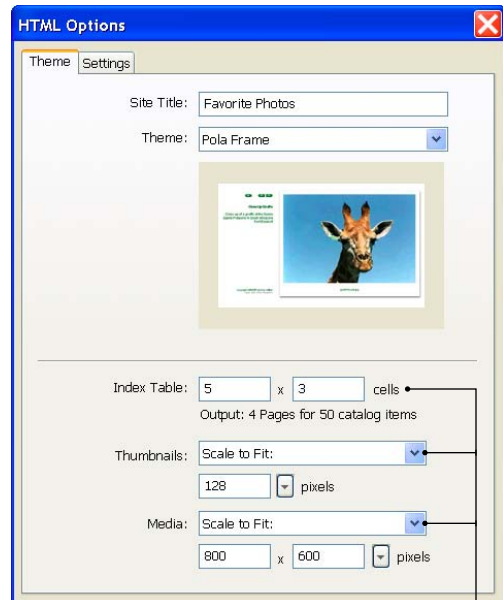 HTML Options
Theme Settings
Site Title: Favorite Photos
Theme: Pola Frame
Index Table: 5 x 3 cells
Output: 4 Pages for 50 catalog items
Thumbnails: Scale to Fit:
128 pixels
Media: Scale to Fit:
800 x 600 pixels